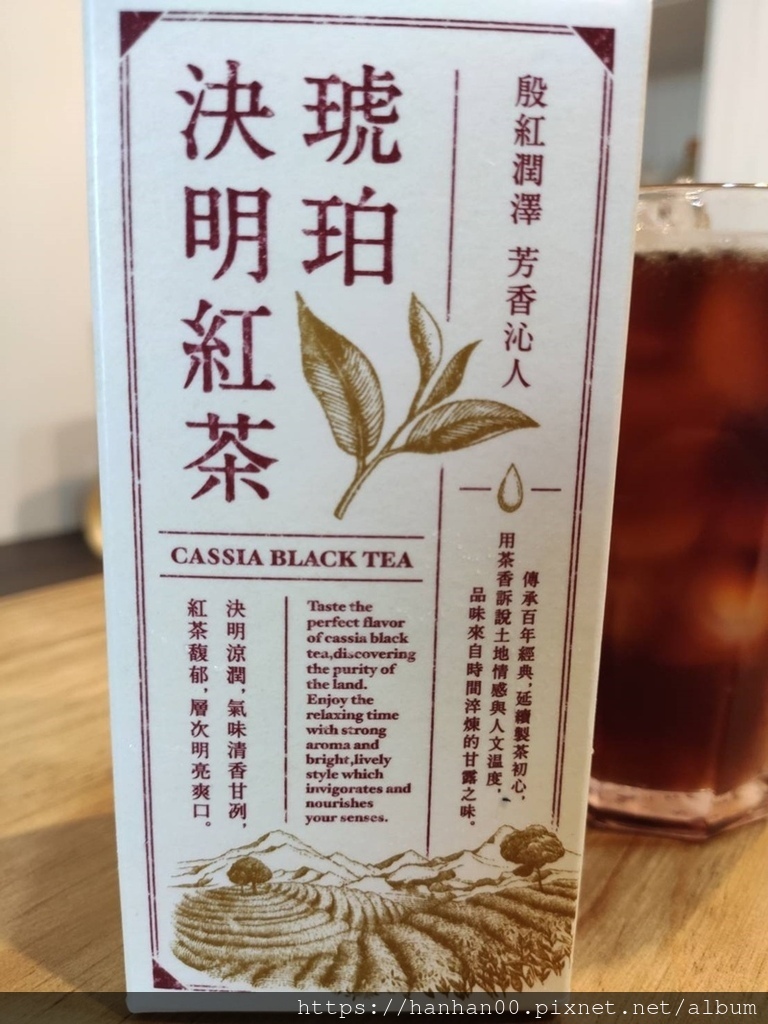 琥珀
決明紅茶
殷紅潤澤 芳香沁人
CASSIA BLACK TEA
傳承百年經典，延續製茶初心，
用茶香訴說土地情感與人文溫度，
品味來自時間淬煉的甘露之味。
決明涼潤，氣味清香甘冽，
紅茶馥郁，層次明亮爽口。
Taste the
perfect flavor
of cassia black
tea,discovering
the purity of
the land.
Enjoy the
relaxing time
with strong
aroma and
bright,lively
style which
invigorates and
nourishes
your senses.
https://hanhan00.pixnet.net/album